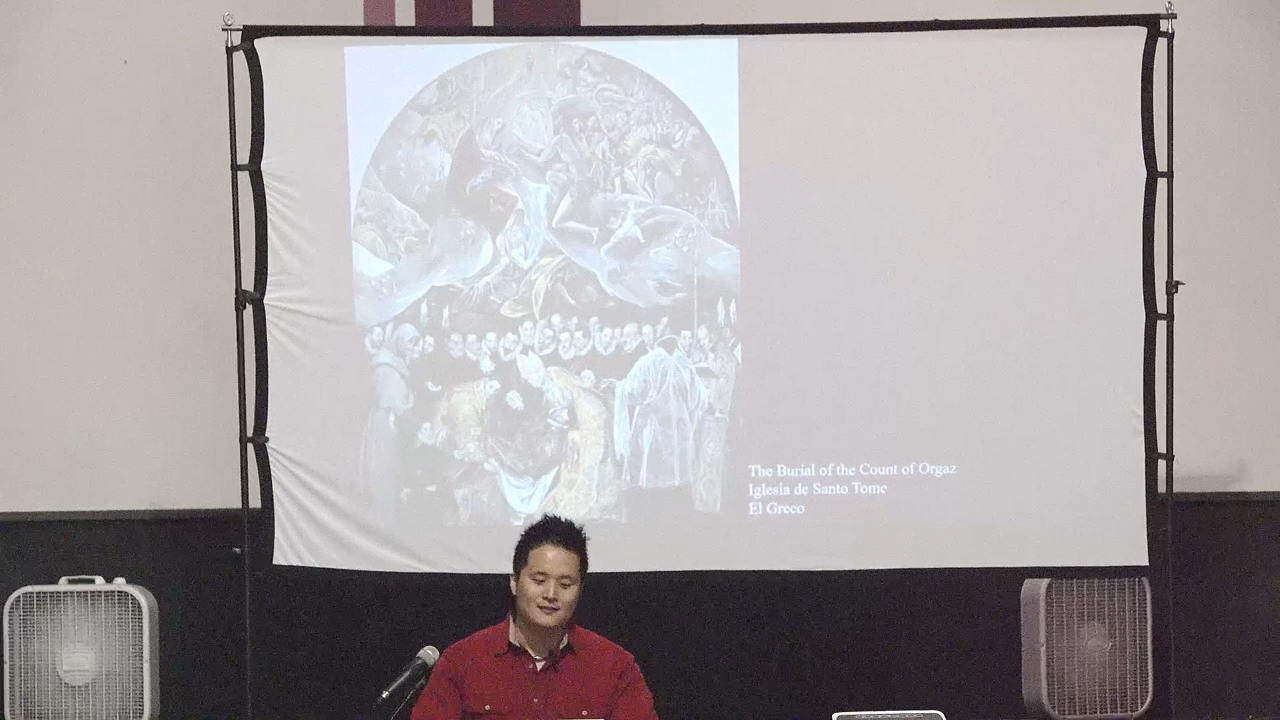 The Burial of the Count of Orgaz
Iglesia de Santo Tome
El Greco